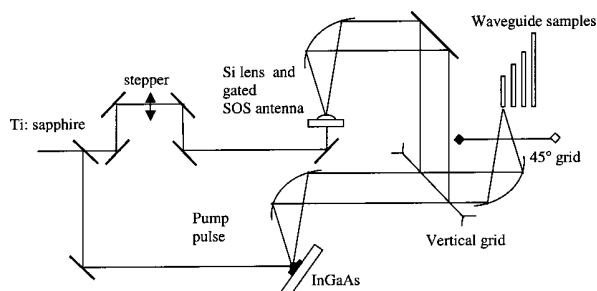 Waveguide samples
Si lens and
gated
SOS antenna
stepper
Ti: sapphire
45° grid
Pump
pulse
Vertical grid
InGaAs